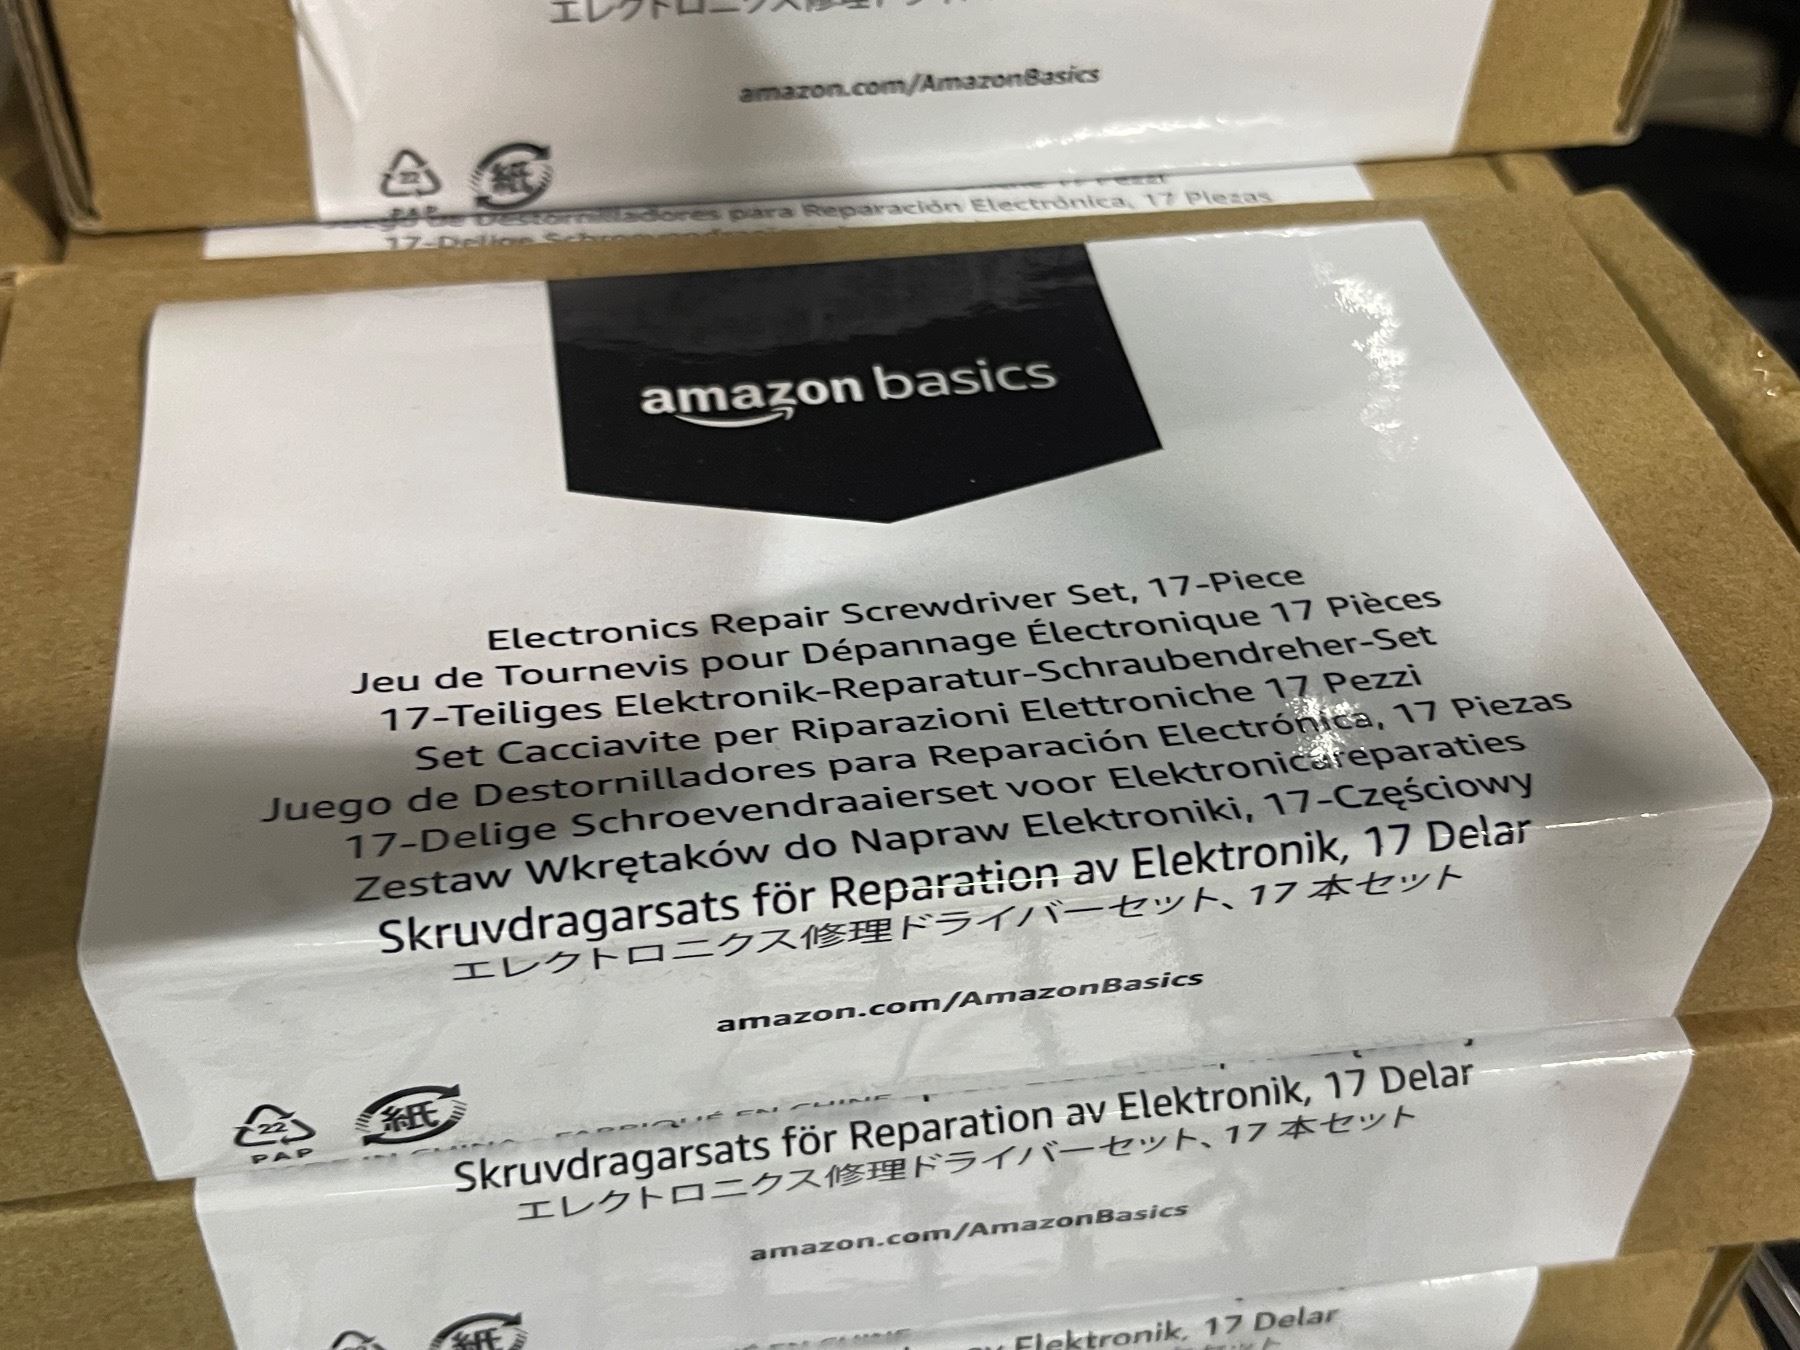 amazon.com/AmazonBasics
22
紙
Juego de Destornilladores para Reparación Electrónica, 17 Piezas
17-Delige
amazon basics
Electronics Repair Screwdriver Set, 17-Piece
Jeu de Tournevis pour Dépannage Électronique 17 Pièces
17-Teiliges Elektronik-Reparatur-Schraubendreher-Set
Set Cacciavite per Riparazioni Elettroniche 17 Pezzi
Juego de Destornilladores para Reparación Electrónica, 17 Piezas
17-Delige Schroevendraaierset voor Elektronicareparaties
Zestaw Wkrętaków do Napraw Elektroniki, 17-Częściowy
Skruvdragarsats för Reparation av Elektronik, 17 Delar
エレクトロニクス修理ドライバーセット、17 本セット
amazon.com/AmazonBasics
22
PAP
紙
Skruvdragarsats för Reparation av Elektronik, 17 Delar
エレクトロニクス修理ドライバーセット、17 本セット
amazon.com/AmazonBasics
紙
Elektronik, 17 Delar